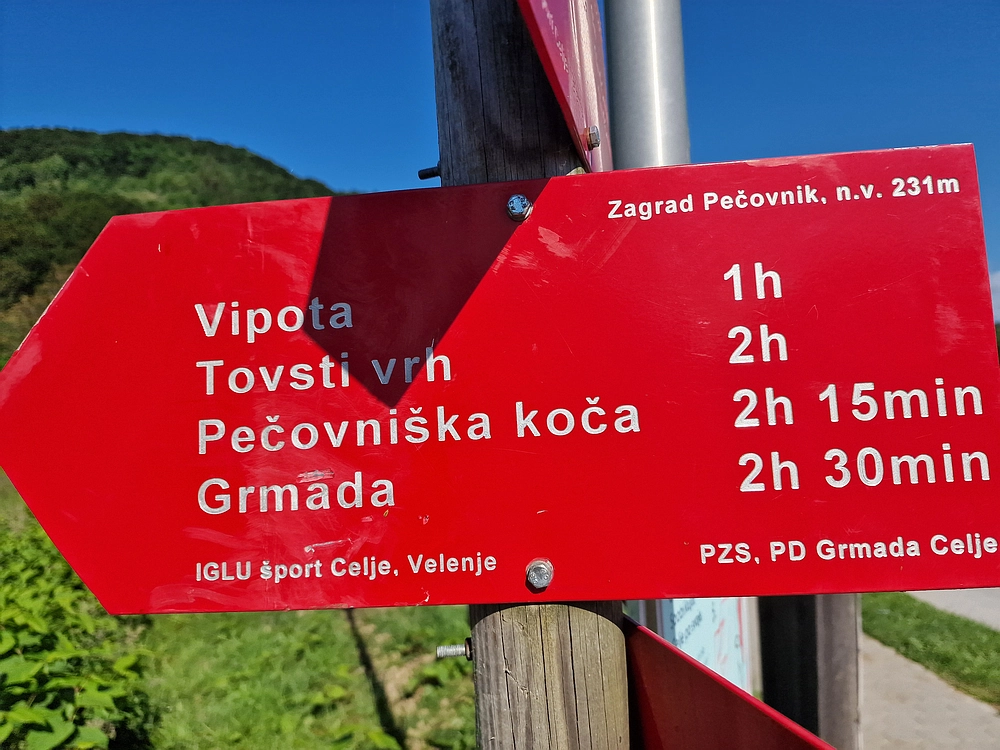 Zagrad Pečovnik, n.v. 231m
Vipota 1h
Tovsti vrh 2h
Pečovniška koča 2h 15min
Grmada 2h 30min
IGLU šport Celje, Velenje PZS, PD Grmada Celje